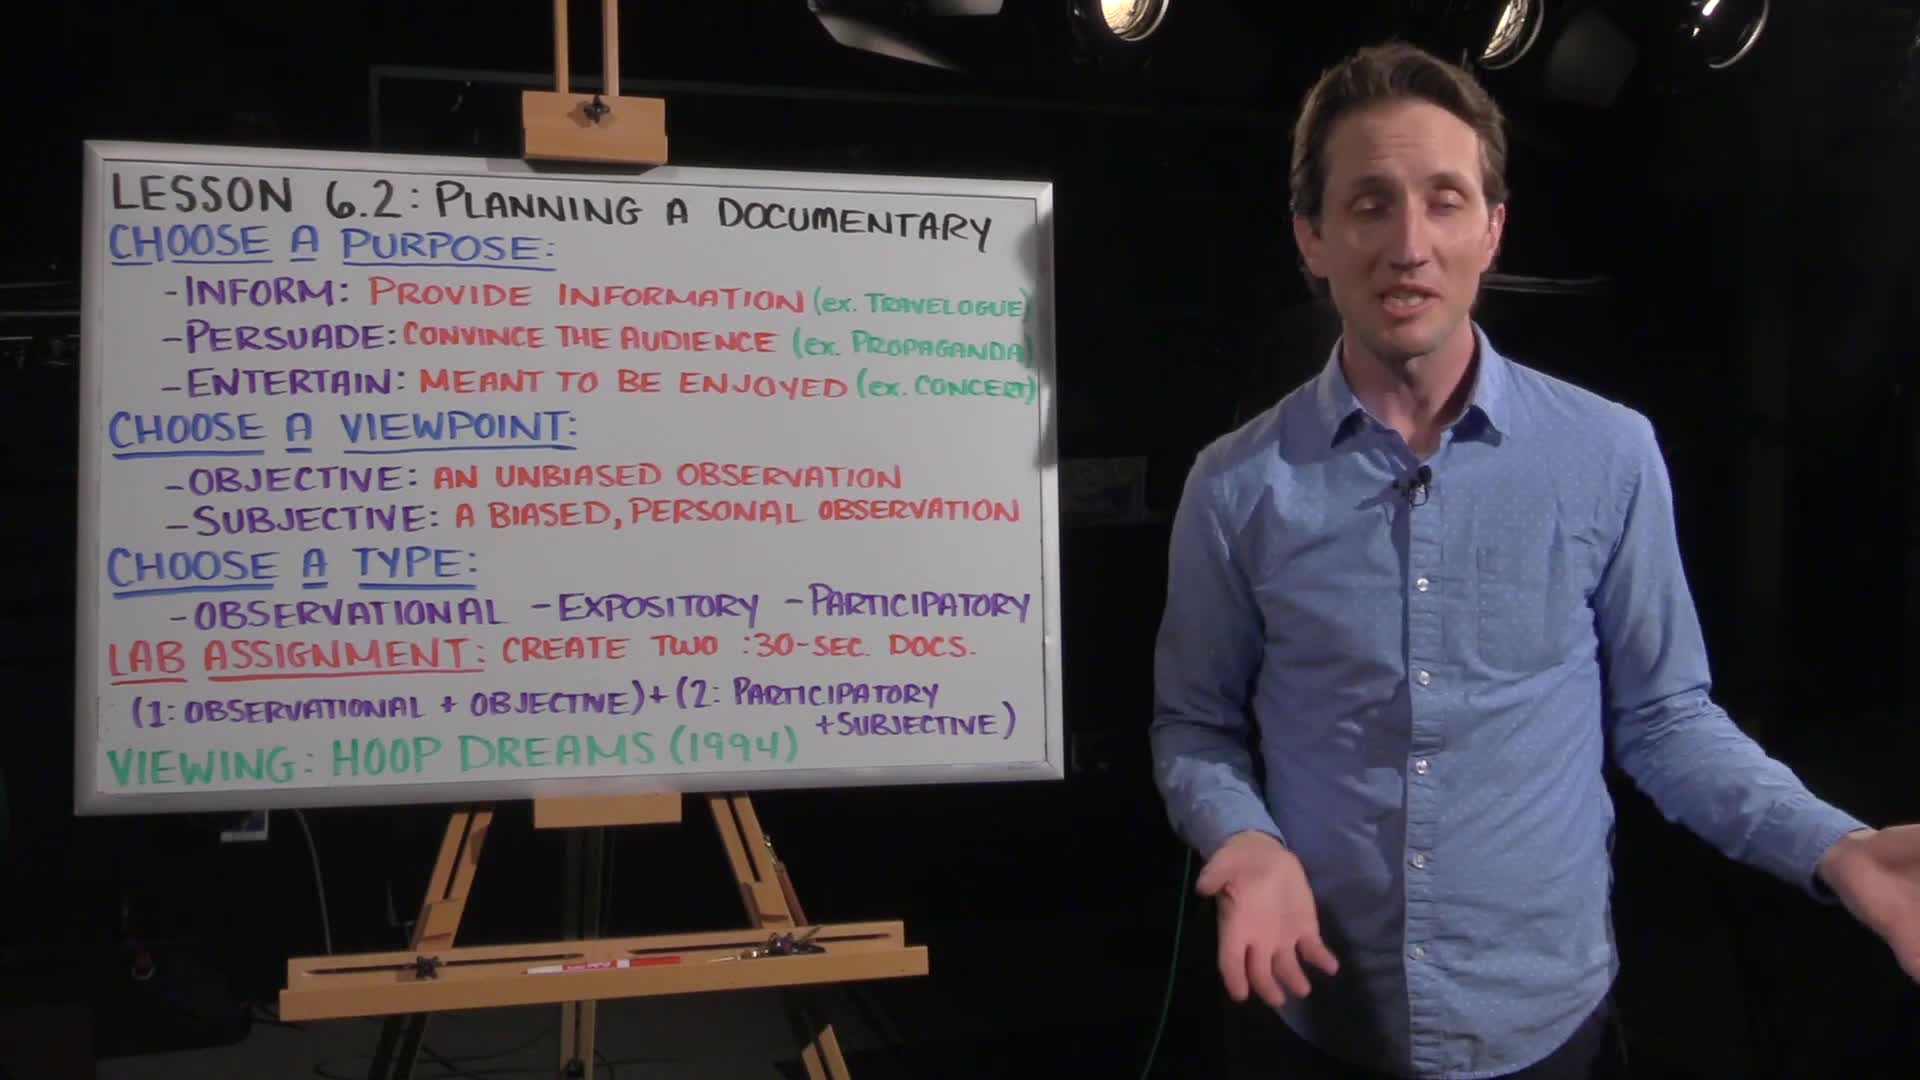 LESSON 6.2: PLANNING A DOCUMENTARY
CHOOSE A PURPOSE:
-INFORM: PROVIDE INFORMATION (ex. TRAVELOGUE)
-PERSUADE: CONVINCE THE AUDIENCE (ex. PROPAGANDA)
-ENTERTAIN: MEANT TO BE ENJOYED (ex. CONCERT)
CHOOSE A VIEWPOINT:
-OBJECTIVE: AN UNBIASED OBSERVATION
-SUBJECTIVE: A BIASED, PERSONAL OBSERVATION
CHOOSE A TYPE:
-OBSERVATIONAL -EXPOSITORY -PARTICIPATORY
LAB ASSIGNMENT: CREATE TWO :30-SEC. DOCS.
(1: OBSERVATIONAL + OBJECTIVE) + (2: PARTICIPATORY
+SUBJECTIVE)
VIEWING: HOOP DREAMS (1994)